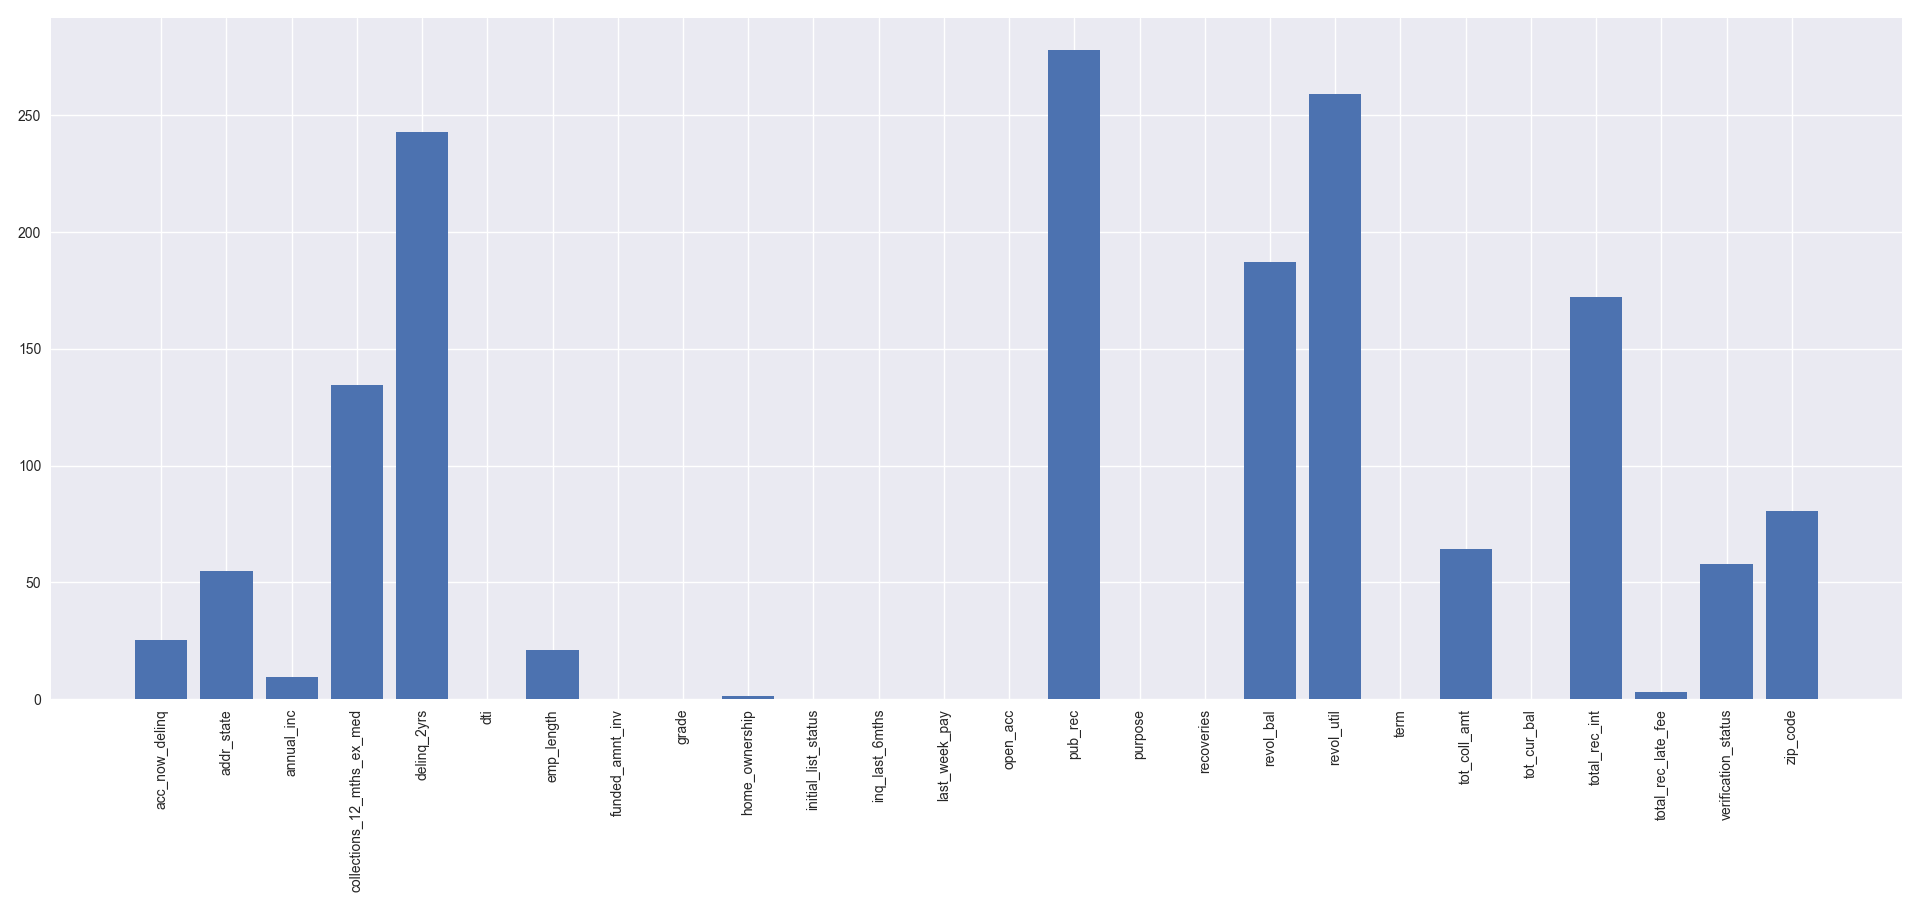 250
200
150
100
50
0
acc_now_delinq
addr_state
annual_inc
collections_12_mths_ex_med
delinq_2yrs
dti
emp_length
funded_amnt_inv
grade
home_ownership
initial_list_status
inq_last_6mths
last_week_pay
open_acc
pub_rec
purpose
recoveries
revol_bal
revol_util
term
tot_coll_amt
tot_cur_bal
total_rec_int
total_rec_late_fee
verification_status
zip_code